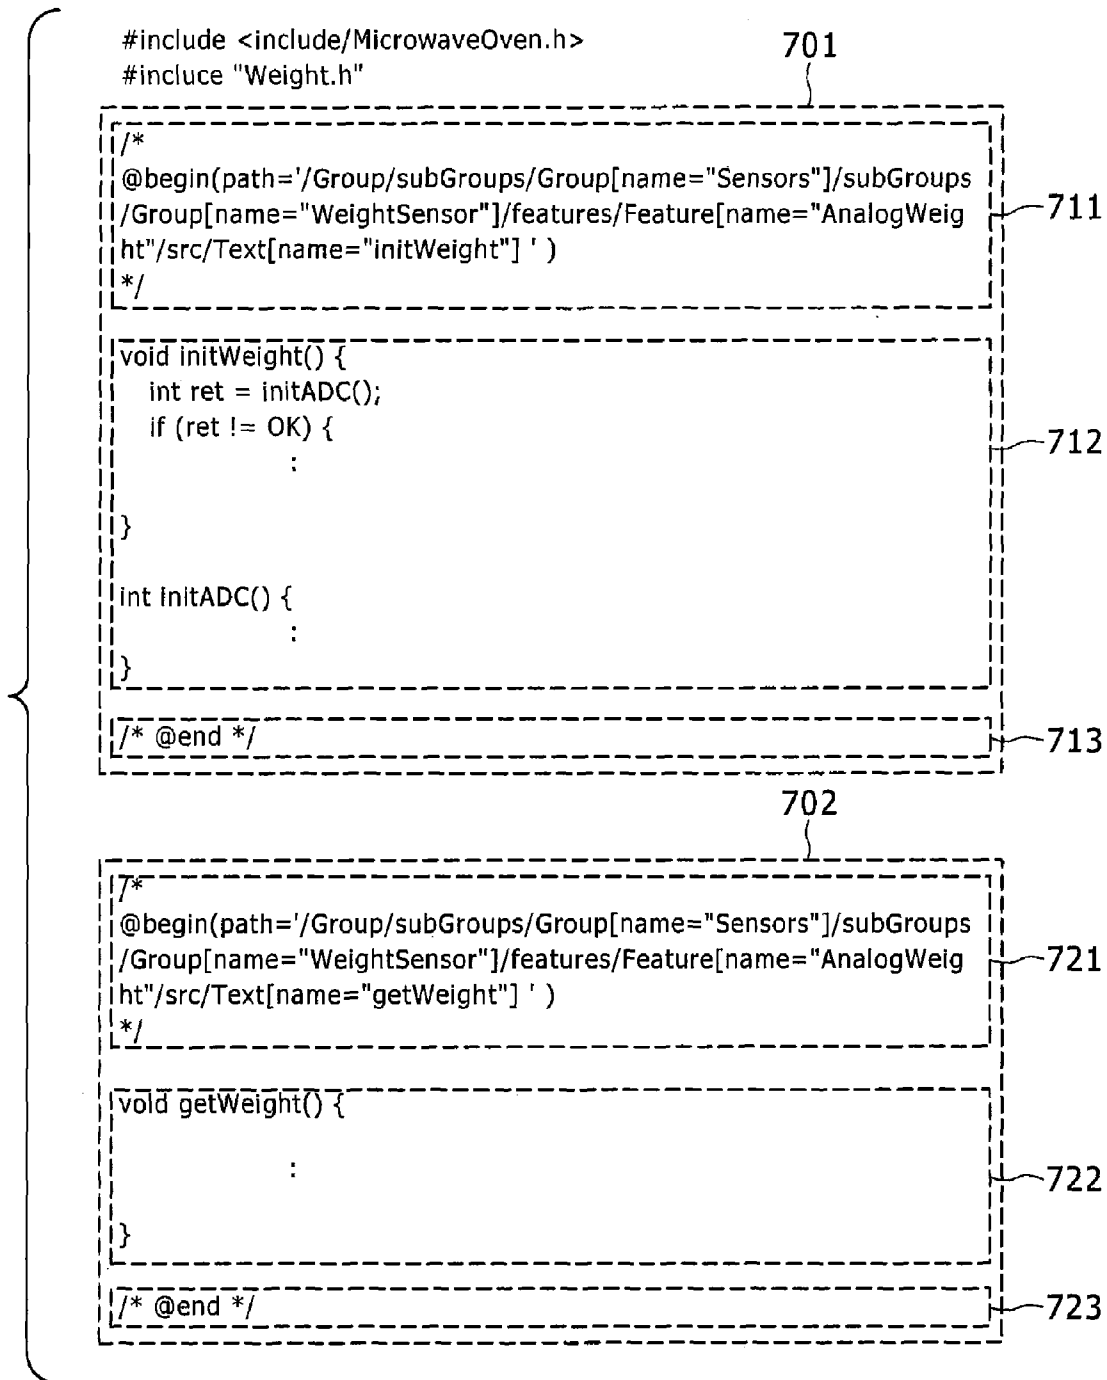 #include <include/MicrowaveOven.h>
#incluce "Weight.h"
701
/*
@begin(path='/Group/subGroups/Group[name="Sensors"]/subGroups
/Group[name="WeightSensor"]/features/Feature[name="AnalogWeig
ht"/src/Text[name="initWeight"] ' )
*/
711
void initWeight() {
int ret = initADC();
if (ret != OK) {
:
}
int initADC() {
:
}
712
/* @end */
713
702
/*
@begin(path='/Group/subGroups/Group[name="Sensors"]/subGroups
/Group[name="WeightSensor"]/features/Feature[name="AnalogWeig
ht"/src/Text[name="getWeight"] ' )
*/
721
void getWeight() {
:
}
722
/* @end */
723